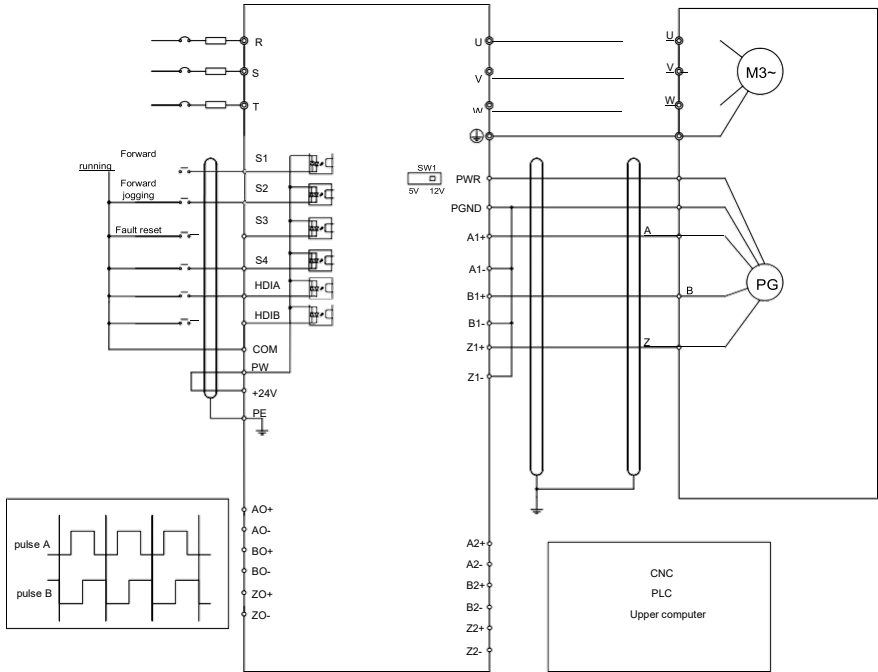 R
S
T
U
V
W
U
V
W
M3~
Forward
running
Forward
jogging
Fault reset
S1
S2
S3
S4
HDIA
HDIB
COM
PW
+24V
PE
SW1
5V 12V
PWR
PGND
A1+
A1-
B1+
B1-
Z1+
Z1-
A
B
Z
PG
pulse A
pulse B
AO+
AO-
BO+
BO-
ZO+
ZO-
A2+
A2-
B2+
B2-
Z2+
Z2-
CNC
PLC
Upper computer